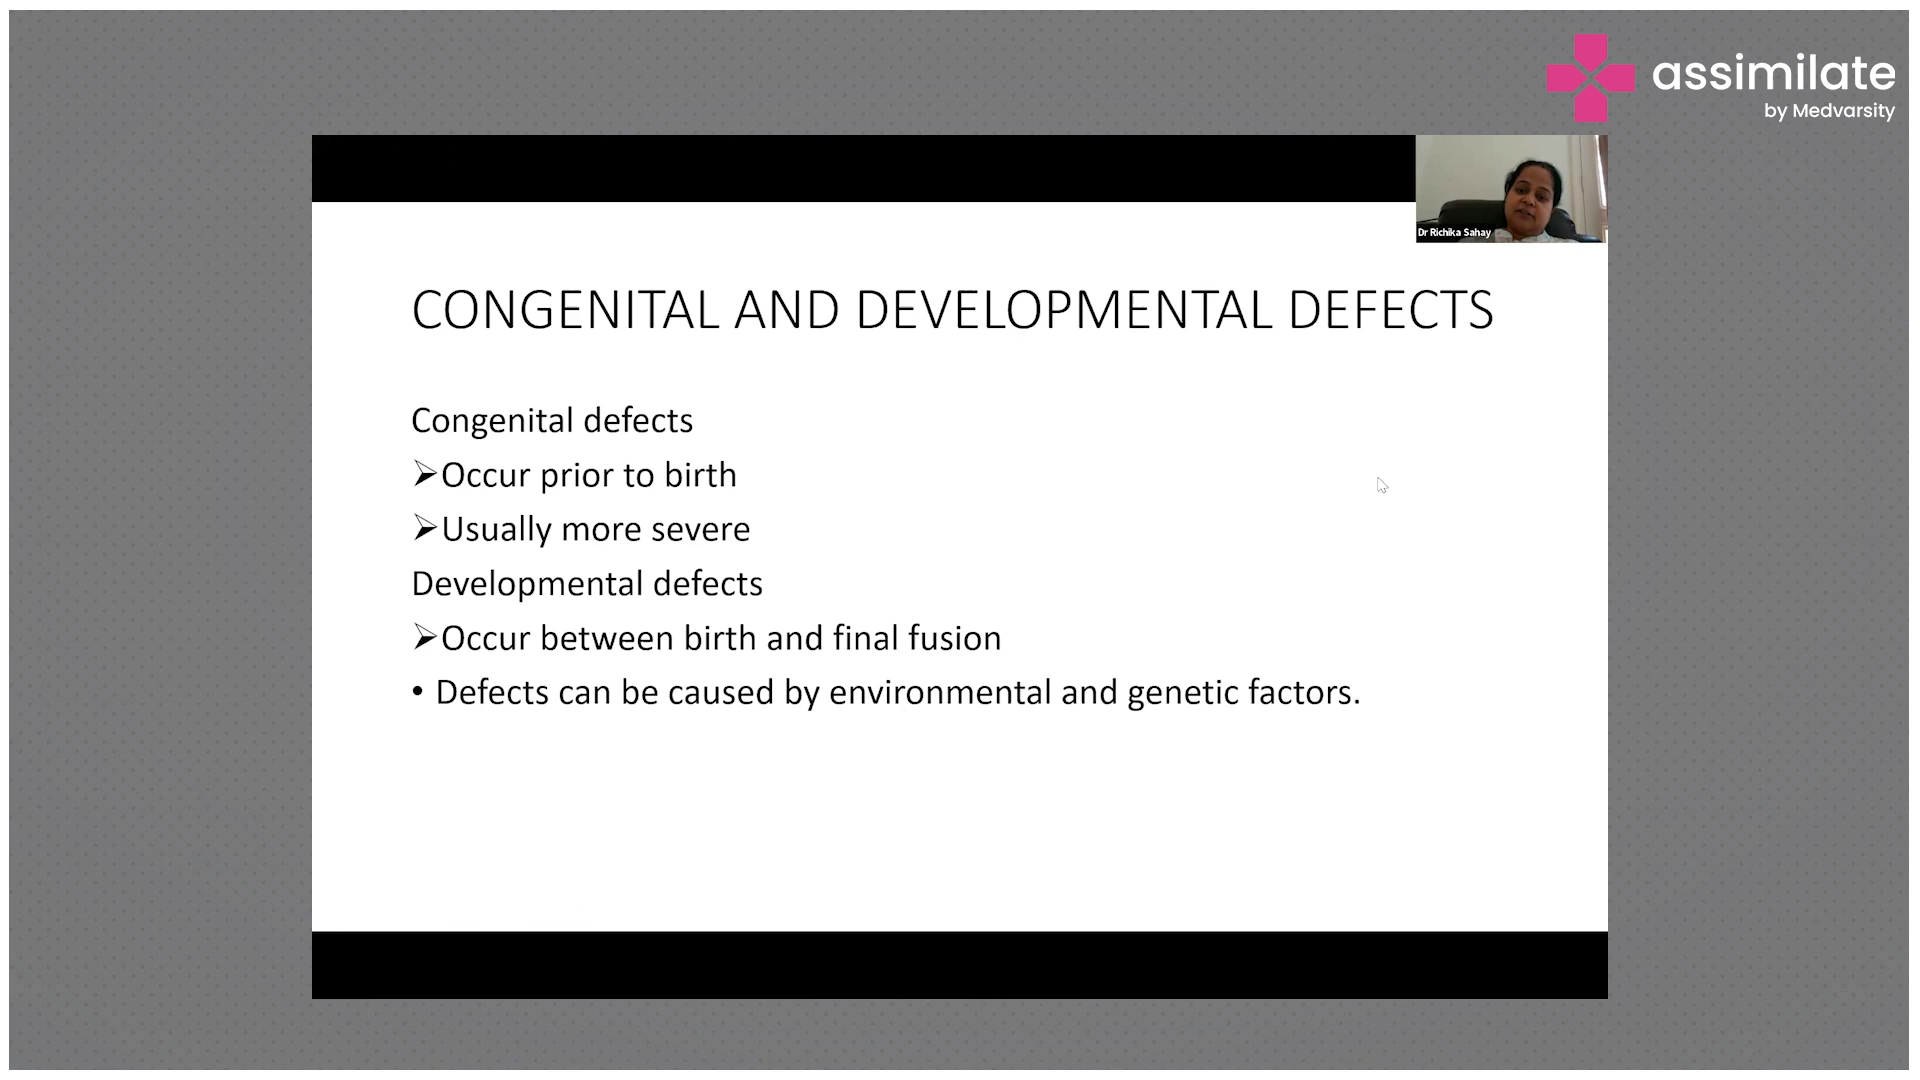 assimilate
by Medvarsity
Dr Richika Sahay
CONGENITAL AND DEVELOPMENTAL DEFECTS
Congenital defects
➢Occur prior to birth
➢Usually more severe
Developmental defects
➢Occur between birth and final fusion
• Defects can be caused by environmental and genetic factors.